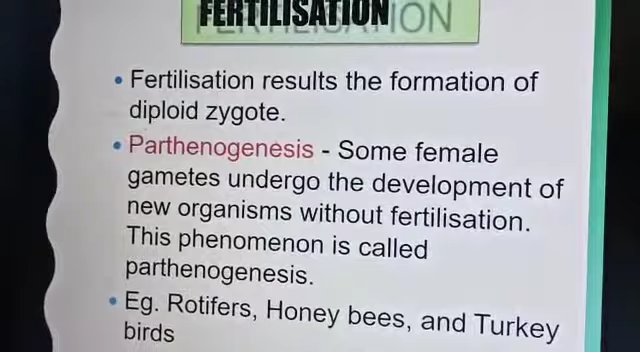 FERTILISATION
• Fertilisation results the formation of
diploid zygote.
• Parthenogenesis - Some female
gametes undergo the development of
new organisms without fertilisation.
This phenomenon is called
parthenogenesis.
• Eg. Rotifers, Honey bees, and Turkey
birds